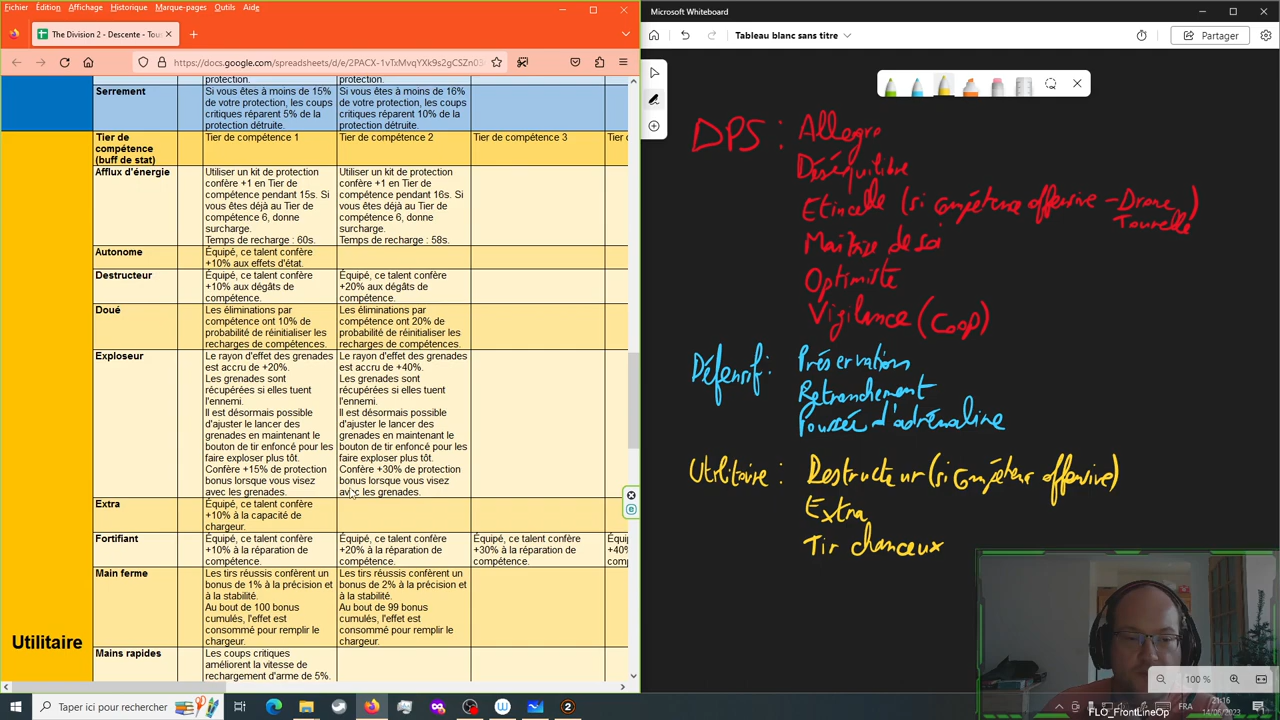 Fichier Édition Affichage Historique Marque-pages Outils Aide
The Division 2 - Descente - Tou
https://docs.google.com/spreadsheets/d/e/2PACX-1vTxMvqYXk9s2gCSZn03
protection. protection.
Serrement
Si vous êtes à moins de 15%
de votre protection, les coups
critiques réparent 5% de la
protection détruite.
Si vous êtes à moins de 16%
de votre protection, les coups
critiques réparent 10% de la
protection détruite.
Tier de
compétence
(buff de stat)
Tier de compétence 1
Tier de compétence 2
Tier de compétence 3
Tier c
Afflux d'énergie
Utiliser un kit de protection
confère +1 en Tier de
compétence pendant 15s. Si
vous êtes déjà au Tier de
compétence 6, donne
surcharge.
Temps de recharge : 60s.
Utiliser un kit de protection
confère +1 en Tier de
compétence pendant 16s. Si
vous êtes déjà au Tier de
compétence 6, donne
surcharge.
Temps de recharge : 58s.
Autonome
Équipé, ce talent confère
+10% aux effets d'état.
Destructeur
Équipé, ce talent confère
+10% aux dégâts de
compétence.
Équipé, ce talent confère
+20% aux dégâts de
compétence.
Doué
Les éliminations par
compétence ont 10% de
probabilité de réinitialiser les
recharges de compétences.
Les éliminations par
compétence ont 20% de
probabilité de réinitialiser les
recharges de compétences.
Exploseur
Le rayon d'effet des grenades
est accru de +20%.
Les grenades sont
récupérées si elles tuent
l'ennemi.
Il est désormais possible
d'ajuster le lancer des
grenades en maintenant le
bouton de tir enfoncé pour les
faire exploser plus tôt.
Confère +15% de protection
bonus lorsque vous visez
avec les grenades.
Le rayon d'effet des grenades
est accru de +40%.
Les grenades sont
récupérées si elles tuent
l'ennemi.
Il est désormais possible
d'ajuster le lancer des
grenades en maintenant le
bouton de tir enfoncé pour les
faire exploser plus tôt.
Confère +30% de protection
bonus lorsque vous visez
avec les grenades.
Extra
Équipé, ce talent confère
+10% à la capacité de
chargeur.
Fortifiant
Équipé, ce talent confère
+10% à la réparation de
compétence.
Équipé, ce talent confère
+20% à la réparation de
compétence.
Équipé, ce talent confère
+30% à la réparation de
compétence.
Équip
+40%
comp
Main ferme
Les tirs réussis confèrent un
bonus de 1% à la précision et
à la stabilité.
Au bout de 100 bonus
cumulés, l'effet est
consommé pour remplir le
chargeur.
Les tirs réussis confèrent un
bonus de 2% à la précision et
à la stabilité.
Au bout de 99 bonus
cumulés, l'effet est
consommé pour remplir le
chargeur.
Utilitaire
Mains rapides
Les coups critiques
améliorent la vitesse de
rechargement d'arme de 5%.
Microsoft Whiteboard
Tableau blanc sans titre
Partager
DPS : Allegro
Déséquilibre
Etincelle (si compétence offensive - Drone
Tourelle)
Maitrise de soi
Optimiste
Vigilance (Coop)
Défensif : Préservation
Retranchement
Poussée d'adrénaline
Utilitaire : Destructeur (si compétence offensive)
Extra
Tir chanceux
100 %
Taper ici pour rechercher
FRA
21:16
14/06/2023
FLO_FrontLineOp